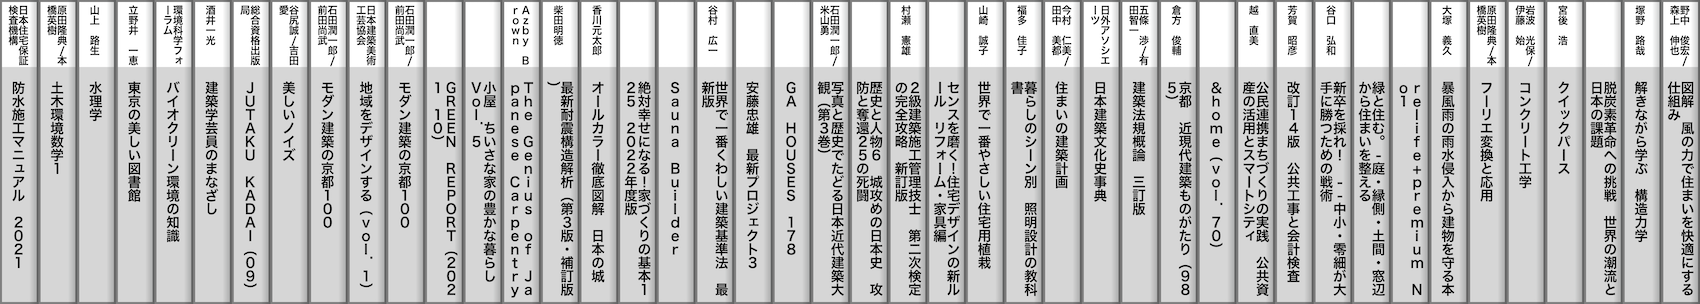 野中 俊宏/
森上 伸也
図解 風の力で住まいを快適にする
仕組み
塚野 路哉
解きながら学ぶ 構造力学
脱炭素革命への挑戦 世界の潮流と
日本の課題
宮後 浩
クイックパース
岩波 光保/
伊藤 始
コンクリート工学
原田隆典/本
橋英樹
フーリエ変換と応用
大塚 義久
暴風雨の雨水侵入から建物を守る本
relife+premium N
o1
緑と住む。 -庭・縁側・土間・窓辺
から住まいを整える
谷口 弘和
新卒を採れ! --中小・零細が大
手に勝つための戦術
芳賀 昭彦
改訂14版 公共工事と会計検査
越 直美
公民連携まちづくりの実践 公共資
産の活用とスマートシティ
&home(vol.70)
倉方 俊輔
京都 近現代建築ものがたり (98
5)
五條 渉/有
田智一
建築法規概論 三訂版
日外アソシエ
ーツ
日本建築文化史事典
今村 仁美/
田中 美都
住まいの建築計画
福多 佳子
暮らしのシーン別 照明設計の教科
書
山崎 誠子
世界で一番やさしい住宅用植栽
センスを磨く!住宅デザインの新ル
ール リフォーム・家具編
村瀬 憲雄
2級建築施工管理技士 第二次検定
の完全攻略 新訂版
歴史と人物6 城攻めの日本史 攻
防と奪還25の死闘
石田潤一郎/
米山勇
写真と歴史でたどる日本近代建築大
観(第3巻)
GA HOUSES 178
安藤忠雄 最新プロジェクト3
谷村 広一
世界で一番くわしい建築基準法 最
新版
Sauna Builder
絶対幸せになる!家づくりの基本1
25 2022年度版
香川元太郎
オールカラー徹底図解 日本の城
柴田明徳
最新耐震構造解析(第3版・補訂版
)
Azby B
rown
The Genius of Ja
panese Carpentry
小屋 ちいさな家の豊かな暮らし
Vol.5
GREEN REPORT(202
110)
石田潤一郎/
前田尚武
モダン建築の京都100
日本建築美術
工芸協会
地域をデザインする(vol.1)
石田潤一郎/
前田尚武
モダン建築の京都100
谷尻誠/吉田
愛
美しいノイズ
総合資格出版
局
JUTAKU KADAI(09)
酒井一光
建築学芸員のまなざし
環境科学フォ
ーラム
バイオクリーン環境の知識
立野井 一恵
東京の美しい図書館
山上 路生
水理学
原田隆典/本
橋英樹
土木環境数学1
日本住宅保証
検査機構
防水施工マニュアル 2021